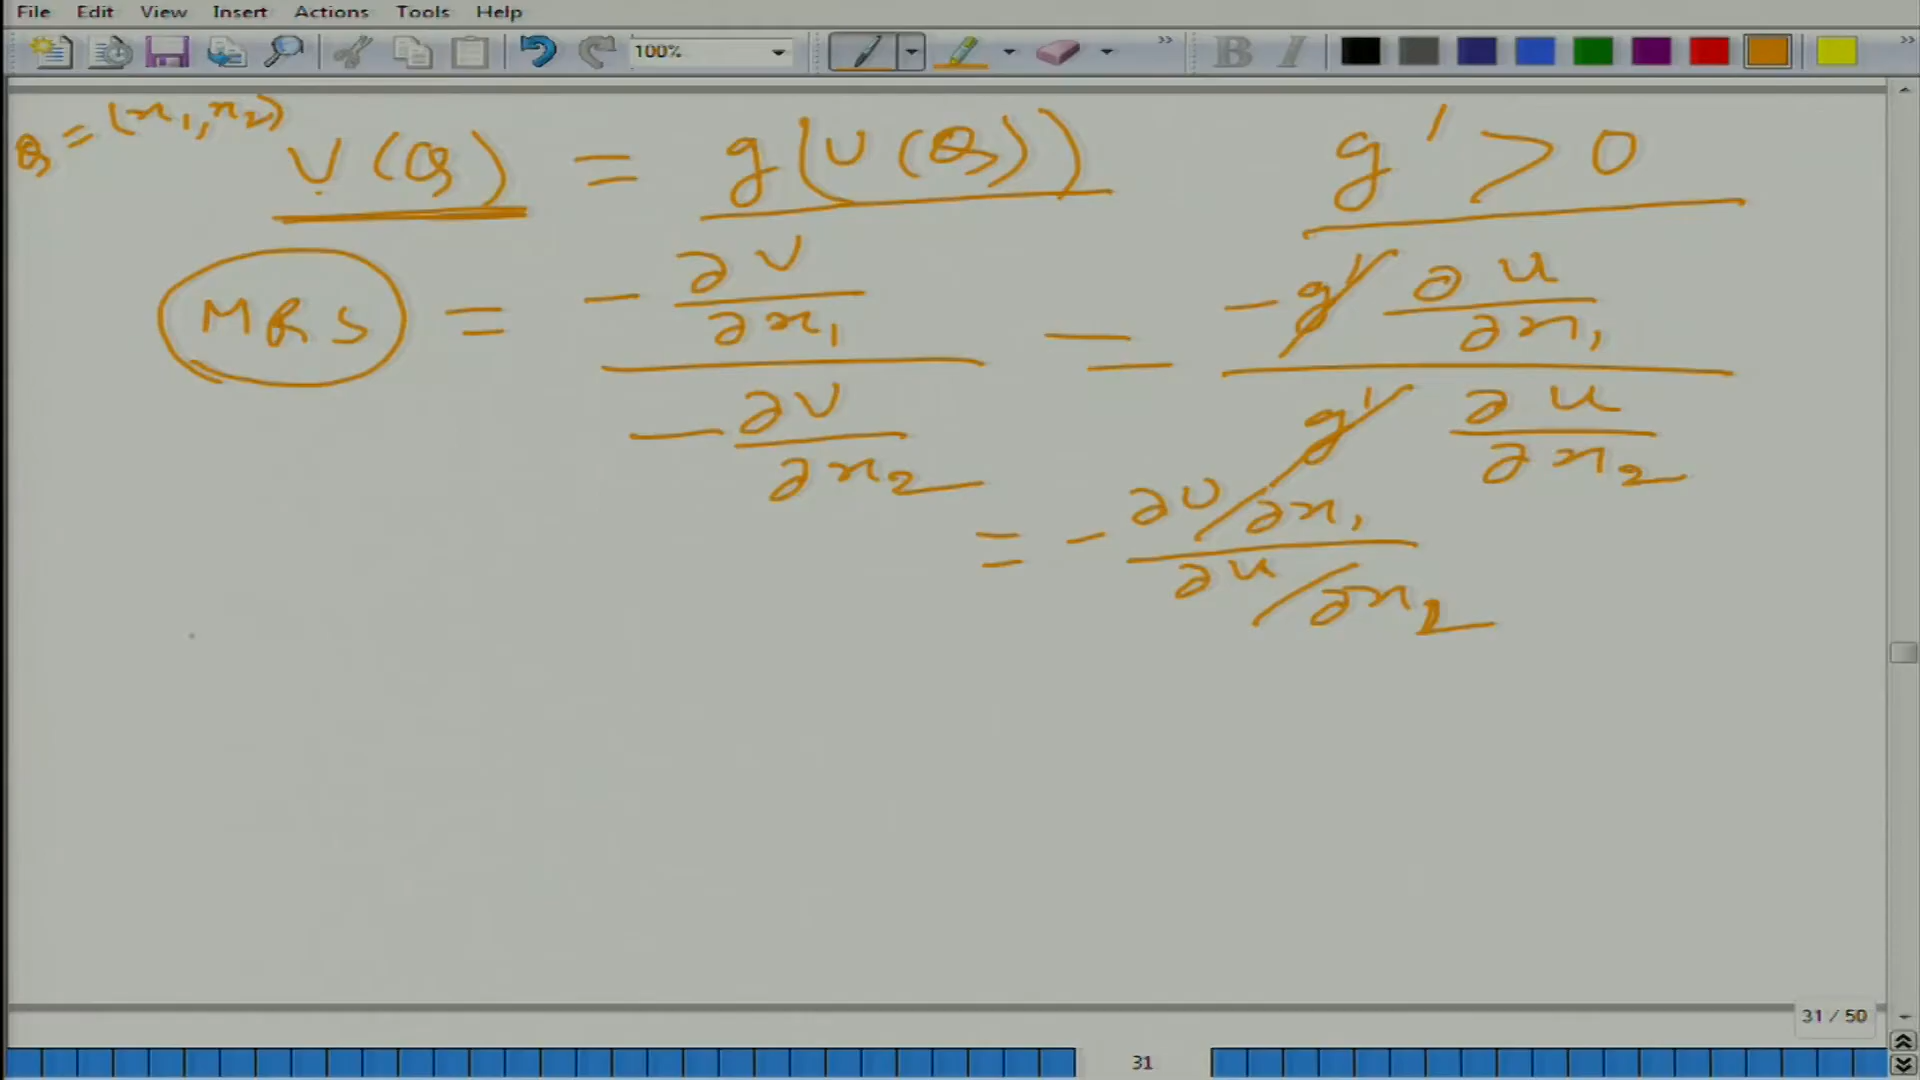 File Edit View Insert Actions Tools Help
100%
B I
Q = (x₁, x₂)
V(Q) = g(U(Q)) g' > 0
MRS = - ∂V/∂x₁ / - ∂V/∂x₂ = - g' ∂u/∂x₁ / g' ∂u/∂x₂
= - ∂U/∂x₁ / ∂u/∂x₂
31 / 50
31